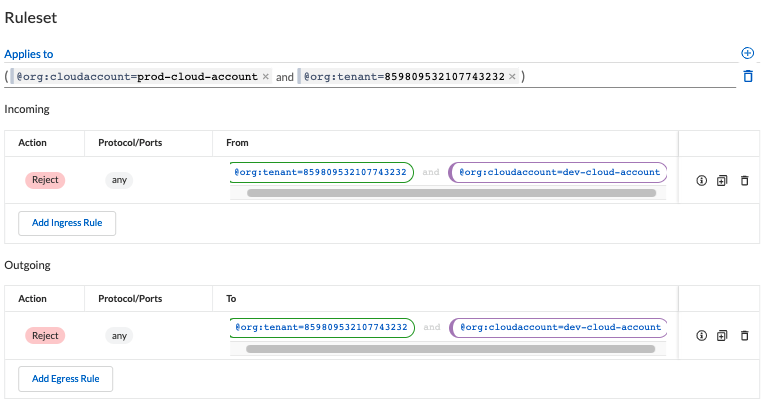 Ruleset
Applies to
( @org:cloudaccount=prod-cloud-account × and @org:tenant=859809532107743232 × )
Incoming
Action Protocol/Ports From
Reject any @org:tenant=859809532107743232 and @org:cloudaccount=dev-cloud-account
Add Ingress Rule
Outgoing
Action Protocol/Ports To
Reject any @org:tenant=859809532107743232 and @org:cloudaccount=dev-cloud-account
Add Egress Rule